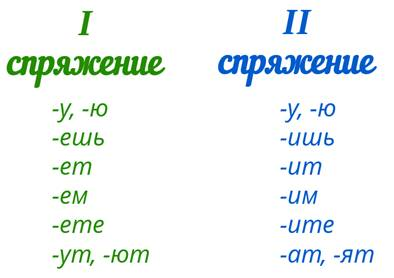 I
спряжение
-у, -ю
-ешь
-ет
-ем
-ете
-ут, -ют
II
спряжение
-у, -ю
-ишь
-ит
-им
-ите
-ат, -ят